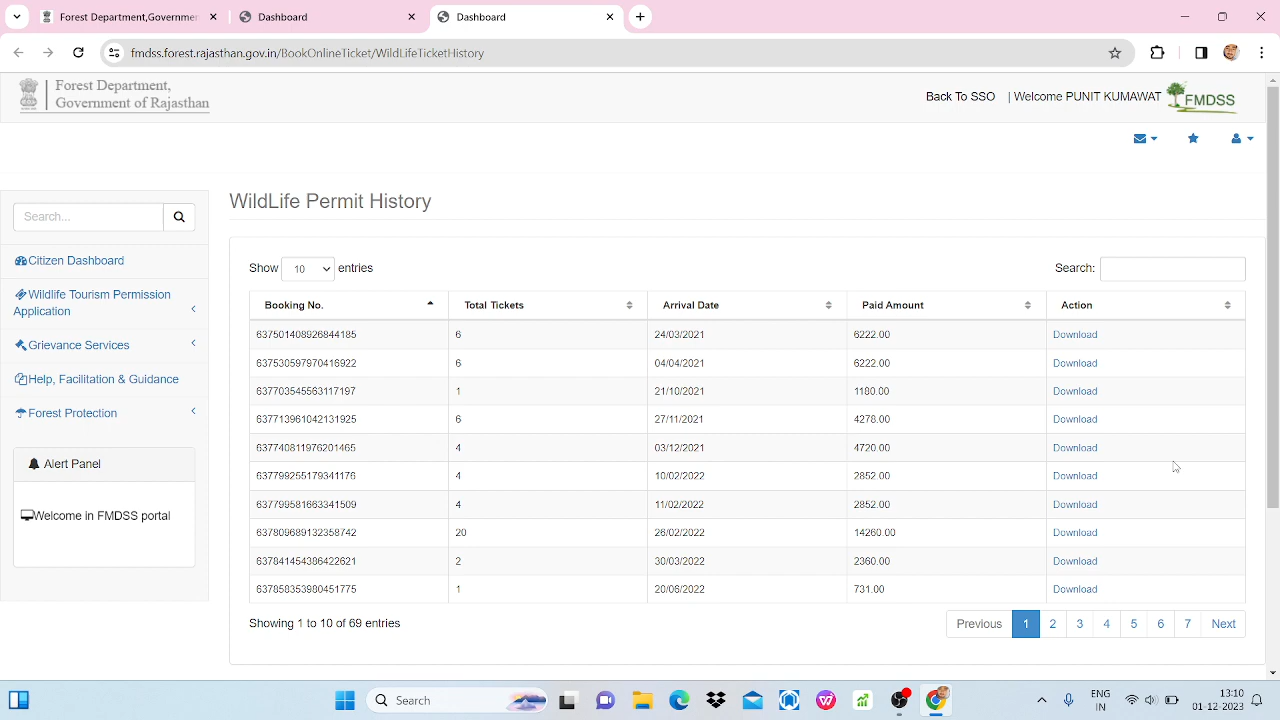 Forest Department,Governmer
Dashboard
Dashboard
fmdss.forest.rajasthan.gov.in/BookOnlineTicket/WildLifeTicketHistory
Forest Department,
Government of Rajasthan
Back To SSO | Welcome PUNIT KUMAWAT
FMDSS
Search...
Citizen Dashboard
Wildlife Tourism Permission
Application
Grievance Services
Help, Facilitation & Guidance
Forest Protection
Alert Panel
Welcome in FMDSS portal
WildLife Permit History
Show 10 entries
Search:
Booking No. Total Tickets Arrival Date Paid Amount Action
637501408926844185 6 24/03/2021 6222.00 Download
637530597970416922 6 04/04/2021 6222.00 Download
637703545563117197 1 21/10/2021 1180.00 Download
637713961042131925 6 27/11/2021 4278.00 Download
637740811976201465 4 03/12/2021 4720.00 Download
637799255179341176 4 10/02/2022 2852.00 Download
637799581663341509 4 11/02/2022 2852.00 Download
637809689132358742 20 26/02/2022 14260.00 Download
637841454386422621 2 30/03/2022 2360.00 Download
637858353980451775 1 20/06/2022 731.00 Download
Showing 1 to 10 of 69 entries
Previous 1 2 3 4 5 6 7 Next
Search
ENG
IN
13:10
01-12-2023